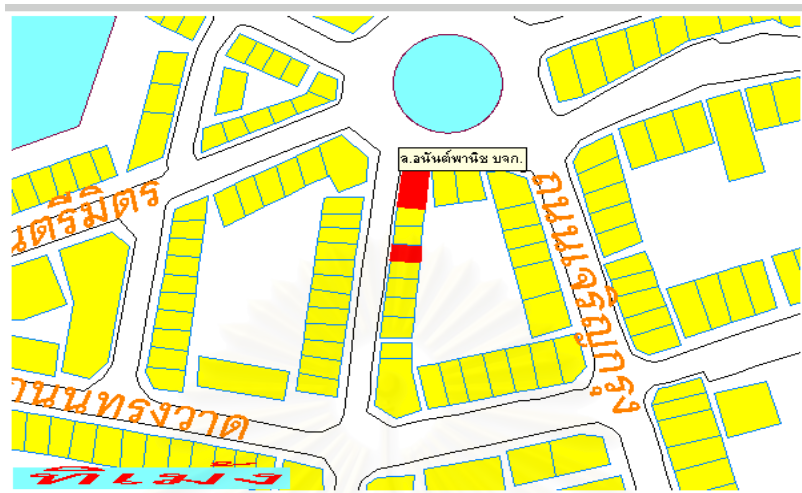 ล.อนันต์พานิช บจก.
ถนนเจริญกรุง
นตรีมิตร
ถนนทรงวาด